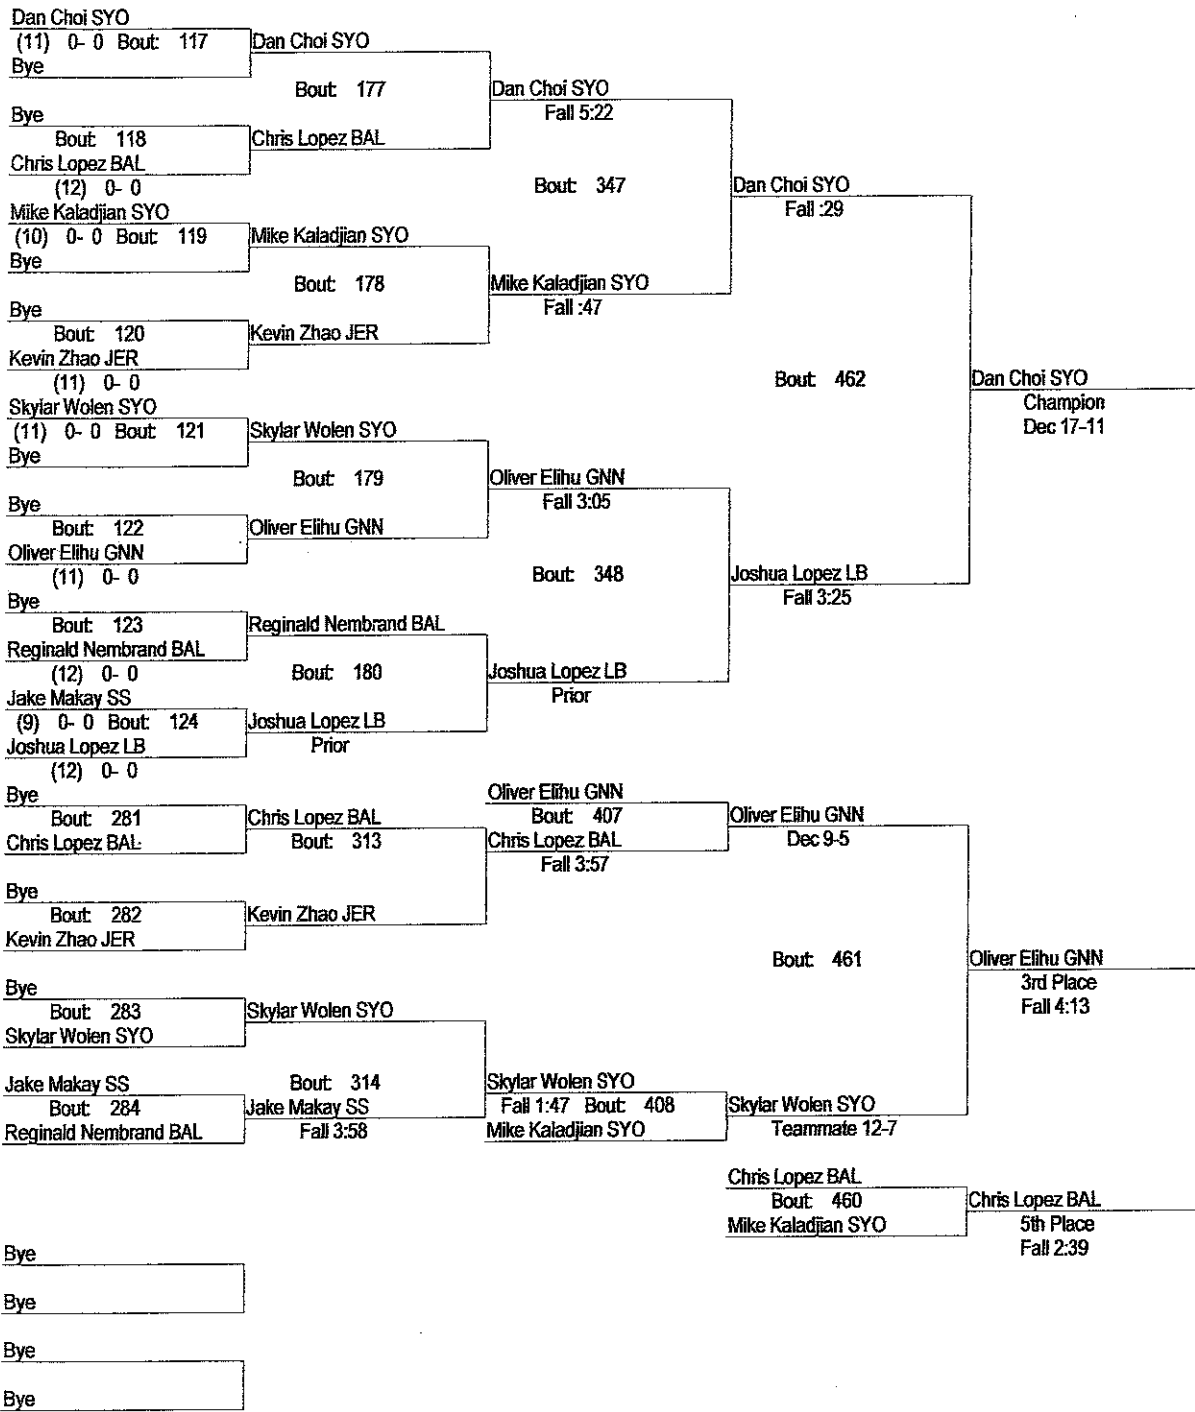 Dan Choi SYO
(11) 0- 0 Bout: 117
Bye
Dan Choi SYO
Bout: 177
Bye
Bout: 118
Chris Lopez BAL
(12) 0- 0
Chris Lopez BAL
Dan Choi SYO
Fall 5:22
Bout: 347
Mike Kaladjian SYO
(10) 0- 0 Bout: 119
Bye
Mike Kaladjian SYO
Bout: 178
Bye
Bout: 120
Kevin Zhao JER
(11) 0- 0
Kevin Zhao JER
Mike Kaladjian SYO
Fall :47
Dan Choi SYO
Fall :29
Bout: 462
Skylar Wolen SYO
(11) 0- 0 Bout: 121
Bye
Skylar Wolen SYO
Bout: 179
Bye
Bout: 122
Oliver Elihu GNN
(11) 0- 0
Oliver Elihu GNN
Oliver Elihu GNN
Fall 3:05
Bout: 348
Bye
Bout: 123
Reginald Nembrand BAL
(12) 0- 0
Reginald Nembrand BAL
Bout: 180
Jake Makay SS
(9) 0- 0 Bout: 124
Joshua Lopez LB
(12) 0- 0
Joshua Lopez LB
Prior
Joshua Lopez LB
Prior
Joshua Lopez LB
Fall 3:25
Dan Choi SYO
Champion
Dec 17-11
Bye
Bout: 281
Chris Lopez BAL
Chris Lopez BAL
Bout: 313
Bye
Bout: 282
Kevin Zhao JER
Kevin Zhao JER
Oliver Elihu GNN
Bout: 407
Chris Lopez BAL
Fall 3:57
Oliver Elihu GNN
Dec 9-5
Bout: 461
Bye
Bout: 283
Skylar Wolen SYO
Skylar Wolen SYO
Bout: 314
Jake Makay SS
Bout: 284
Reginald Nembrand BAL
Jake Makay SS
Fall 3:58
Skylar Wolen SYO
Fall 1:47 Bout: 408
Mike Kaladjian SYO
Skylar Wolen SYO
Teammate 12-7
Oliver Elihu GNN
3rd Place
Fall 4:13
Chris Lopez BAL
Bout: 460
Mike Kaladjian SYO
Chris Lopez BAL
5th Place
Fall 2:39
Bye
Bye
Bye
Bye